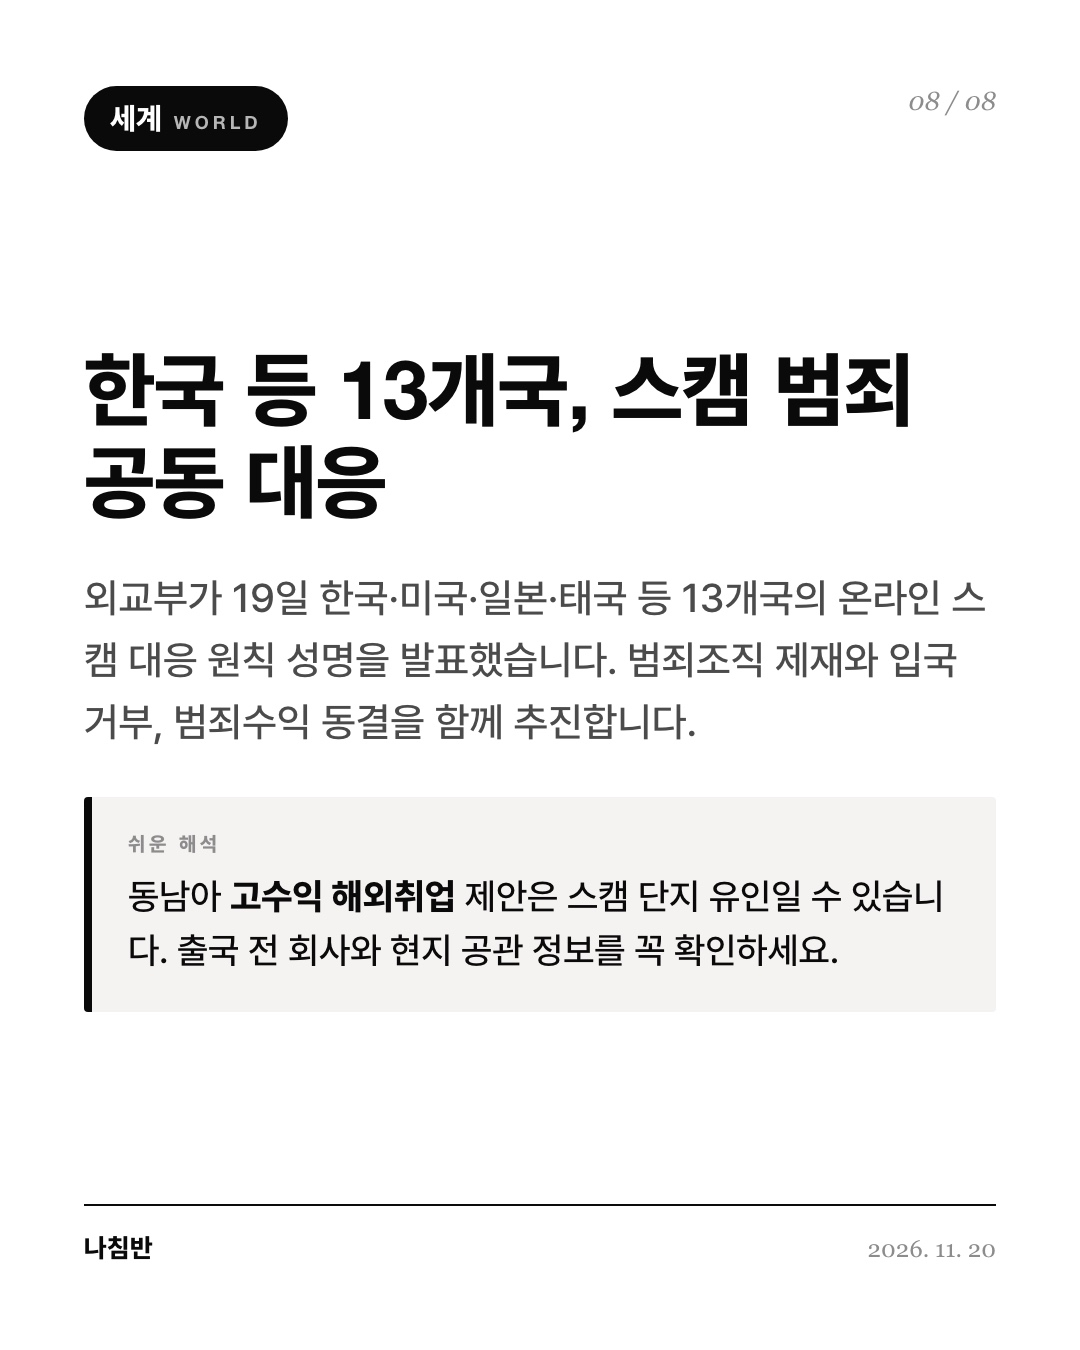 세계 WORLD
08 / 08
한국 등 13개국, 스캠 범죄
공동 대응
외교부가 19일 한국·미국·일본·태국 등 13개국의 온라인 스
캠 대응 원칙 성명을 발표했습니다. 범죄조직 제재와 입국
거부, 범죄수익 동결을 함께 추진합니다.
쉬운 해석
동남아 고수익 해외취업 제안은 스캠 단지 유인일 수 있습니
다. 출국 전 회사와 현지 공관 정보를 꼭 확인하세요.
나침반
2026. 11. 20